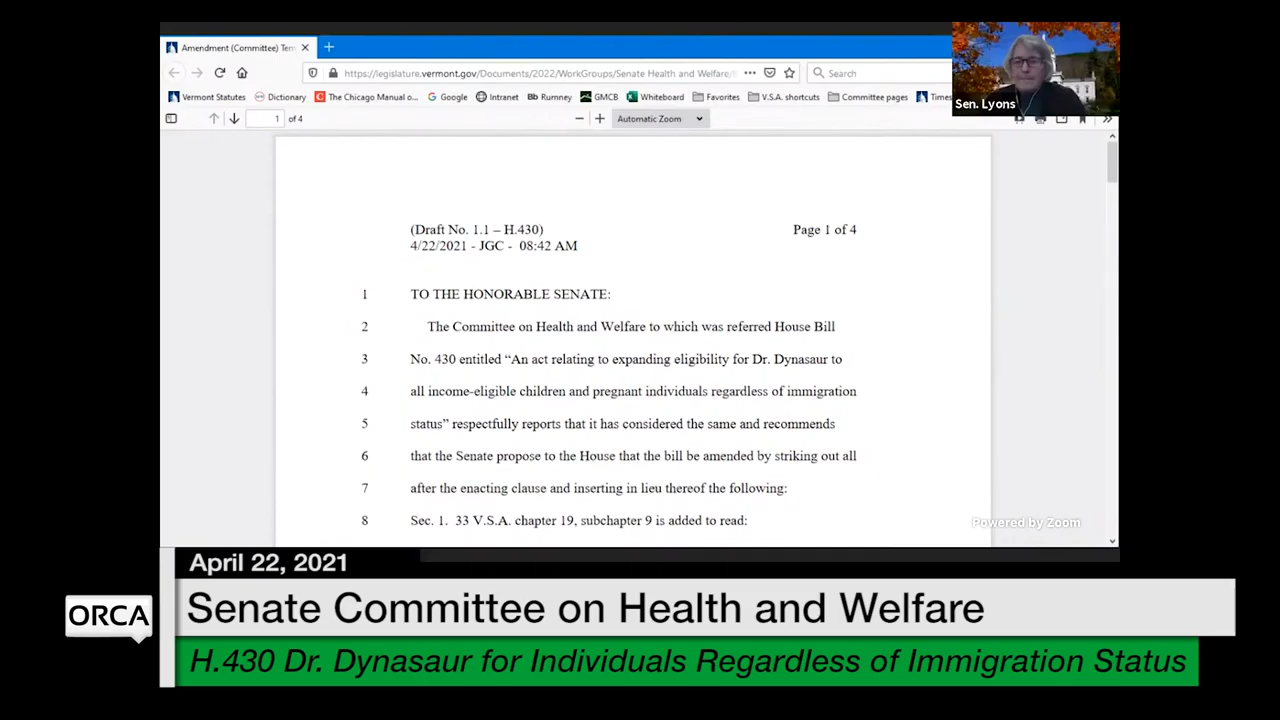 Amendment (Committee) Tem
https://legislature.vermont.gov/Documents/2022/WorkGroups/Senate Health and Welfare/
Search
Vermont Statutes Dictionary The Chicago Manual o... Google Intranet Bb Rumney GMCB Whiteboard Favorites V.S.A. shortcuts Committee pages Times
Sen. Lyons
1 of 4
Automatic Zoom
(Draft No. 1.1 – H.430) Page 1 of 4
4/22/2021 - JGC - 08:42 AM
1 TO THE HONORABLE SENATE:
2 The Committee on Health and Welfare to which was referred House Bill
3 No. 430 entitled “An act relating to expanding eligibility for Dr. Dynasaur to
4 all income-eligible children and pregnant individuals regardless of immigration
5 status” respectfully reports that it has considered the same and recommends
6 that the Senate propose to the House that the bill be amended by striking out all
7 after the enacting clause and inserting in lieu thereof the following:
8 Sec. 1. 33 V.S.A. chapter 19, subchapter 9 is added to read:
Powered by Zoom
April 22, 2021
ORCA
Senate Committee on Health and Welfare
H.430 Dr. Dynasaur for Individuals Regardless of Immigration Status